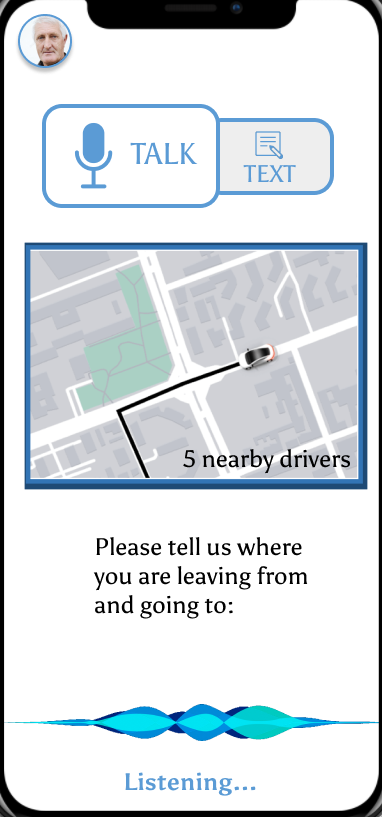 TALK
TEXT
5 nearby drivers
Please tell us where
you are leaving from
and going to:
Listening...